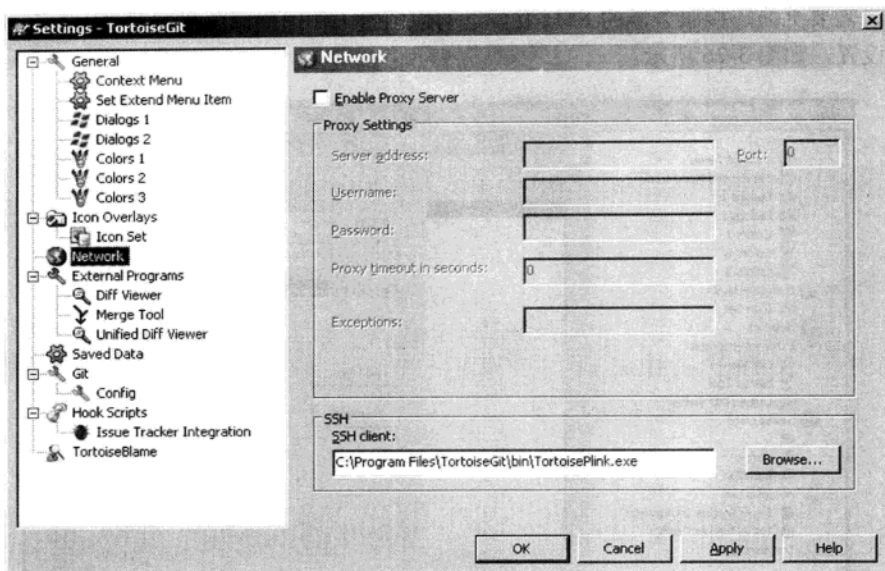 Settings - TortoiseGit
General
Context Menu
Set Extend Menu Item
Dialogs 1
Dialogs 2
Colors 1
Colors 2
Colors 3
Icon Overlays
Icon Set
Network
External Programs
Diff Viewer
Merge Tool
Unified Diff Viewer
Saved Data
Git
Config
Hook Scripts
Issue Tracker Integration
TortoiseBlame
Network
Enable Proxy Server
Proxy Settings
Server address: Port: 0
Username:
Password:
Proxy timeout in seconds: 0
Exceptions:
SSH
SSH client:
C:\Program Files\TortoiseGit\bin\TortoisePlink.exe Browse...
OK Cancel Apply Help